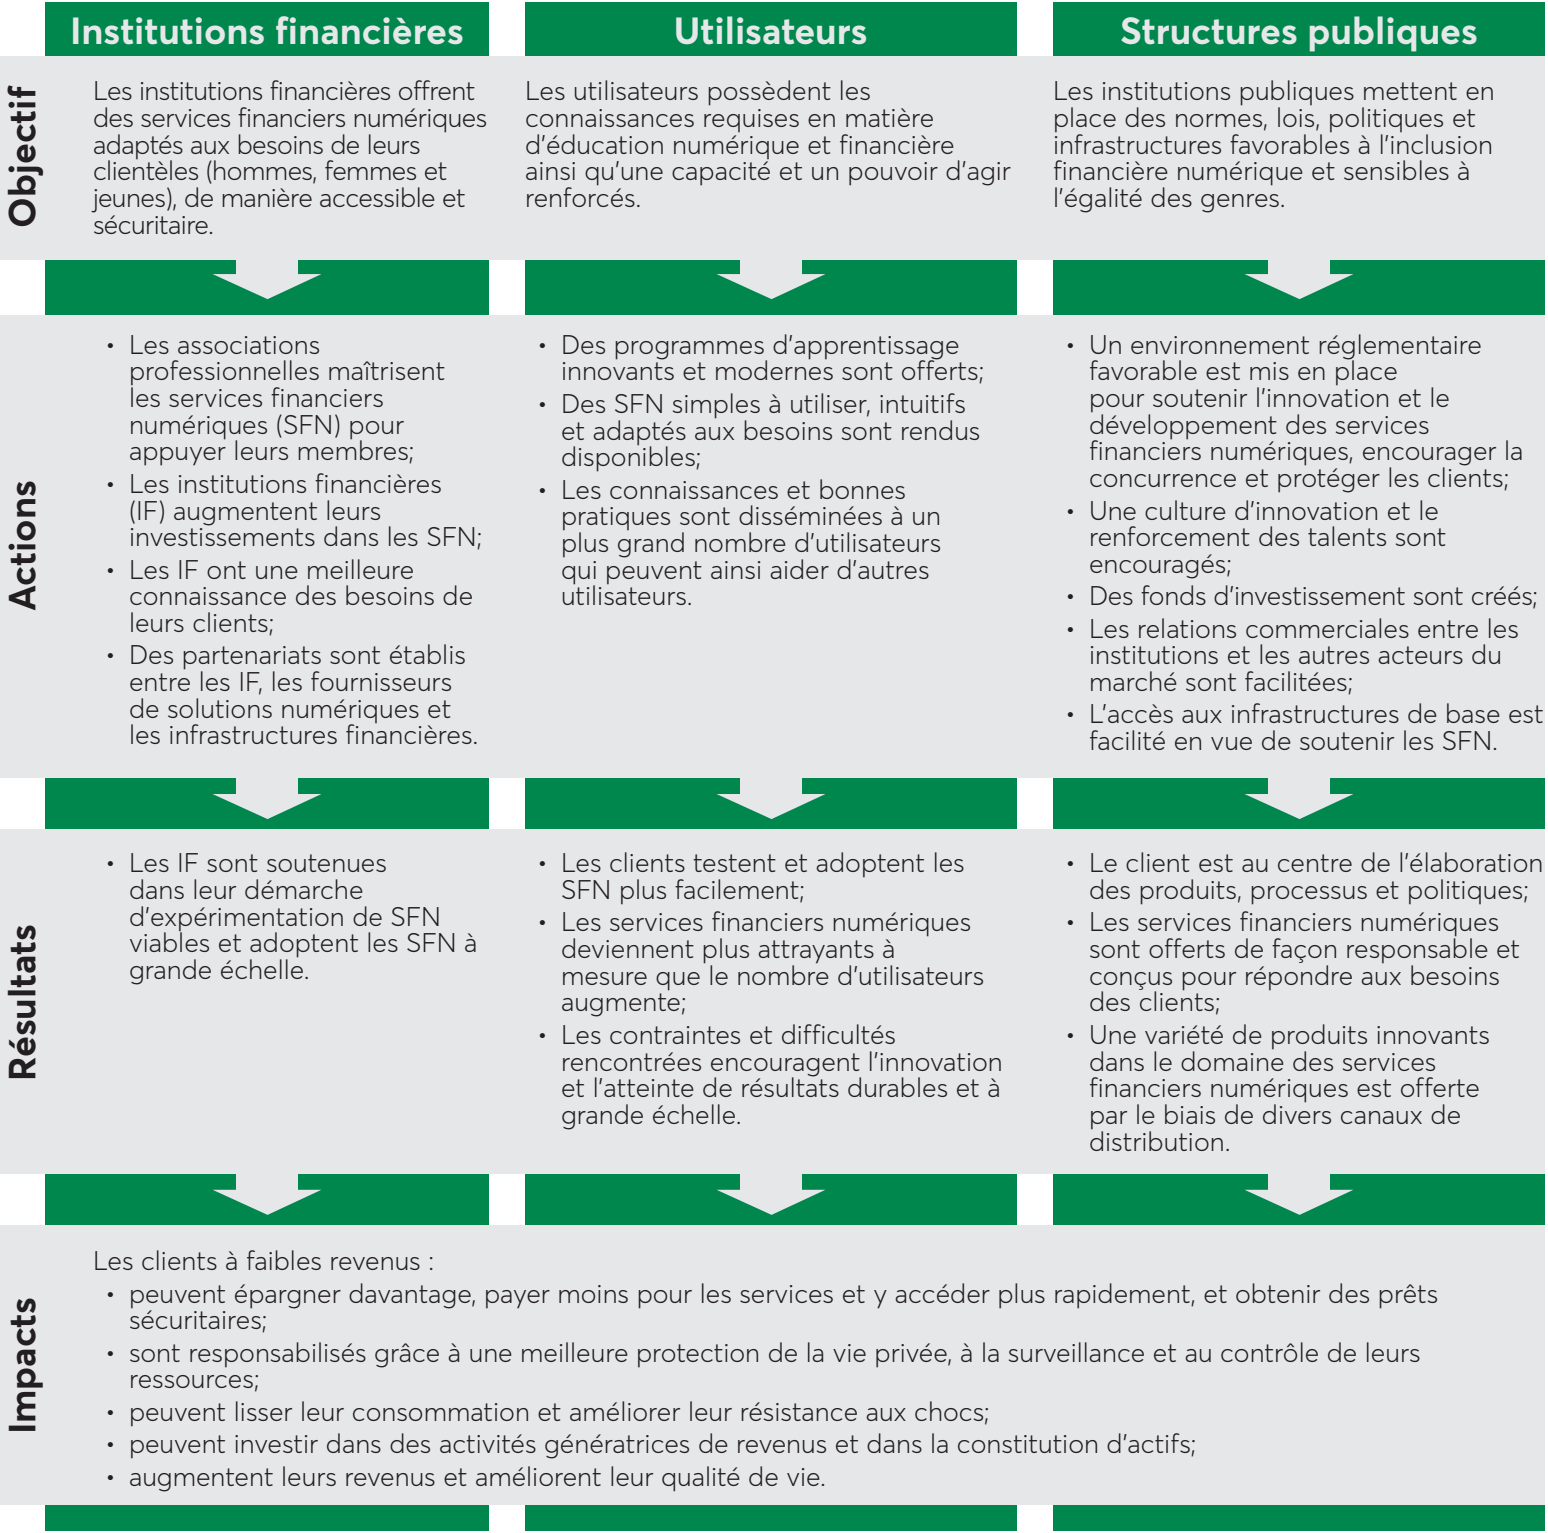 Institutions financières
Utilisateurs
Structures publiques
Objectif
Les institutions financières offrent
des services financiers numériques
adaptés aux besoins de leurs
clientèles (hommes, femmes et
jeunes), de manière accessible et
sécuritaire.
Les utilisateurs possèdent les
connaissances requises en matière
d'éducation numérique et financière
ainsi qu'une capacité et un pouvoir d'agir
renforcés.
Les institutions publiques mettent en
place des normes, lois, politiques et
infrastructures favorables à l'inclusion
financière numérique et sensibles à
l'égalité des genres.
Actions
• Les associations
professionnelles maîtrisent
les services financiers
numériques (SFN) pour
appuyer leurs membres;
• Les institutions financières
(IF) augmentent leurs
investissements dans les SFN;
• Les IF ont une meilleure
connaissance des besoins de
leurs clients;
• Des partenariats sont établis
entre les IF, les fournisseurs
de solutions numériques et
les infrastructures financières.
• Des programmes d'apprentissage
innovants et modernes sont offerts;
• Des SFN simples à utiliser, intuitifs
et adaptés aux besoins sont rendus
disponibles;
• Les connaissances et bonnes
pratiques sont disséminées à un
plus grand nombre d'utilisateurs
qui peuvent ainsi aider d'autres
utilisateurs.
• Un environnement réglementaire
favorable est mis en place
pour soutenir l'innovation et le
développement des services
financiers numériques, encourager la
concurrence et protéger les clients;
• Une culture d'innovation et le
renforcement des talents sont
encouragés;
• Des fonds d'investissement sont créés;
• Les relations commerciales entre les
institutions et les autres acteurs du
marché sont facilitées;
• L'accès aux infrastructures de base est
facilité en vue de soutenir les SFN.
Résultats
• Les IF sont soutenues
dans leur démarche
d'expérimentation de SFN
viables et adoptent les SFN à
grande échelle.
• Les clients testent et adoptent les
SFN plus facilement;
• Les services financiers numériques
deviennent plus attrayants à
mesure que le nombre d'utilisateurs
augmente;
• Les contraintes et difficultés
rencontrées encouragent l'innovation
et l'atteinte de résultats durables et à
grande échelle.
• Le client est au centre de l'élaboration
des produits, processus et politiques;
• Les services financiers numériques
sont offerts de façon responsable et
conçus pour répondre aux besoins
des clients;
• Une variété de produits innovants
dans le domaine des services
financiers numériques est offerte
par le biais de divers canaux de
distribution.
Impacts
Les clients à faibles revenus :
• peuvent épargner davantage, payer moins pour les services et y accéder plus rapidement, et obtenir des prêts
sécuritaires;
• sont responsabilisés grâce à une meilleure protection de la vie privée, à la surveillance et au contrôle de leurs
ressources;
• peuvent lisser leur consommation et améliorer leur résistance aux chocs;
• peuvent investir dans des activités génératrices de revenus et dans la constitution d'actifs;
• augmentent leurs revenus et améliorent leur qualité de vie.